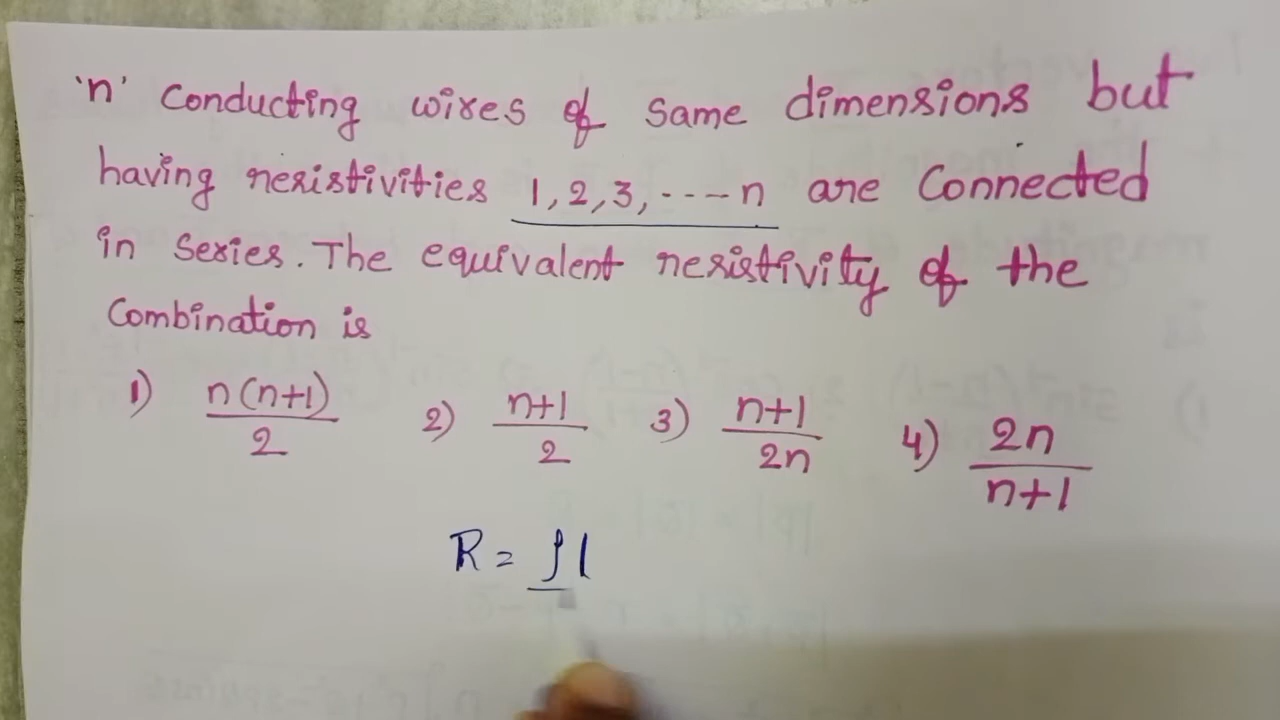 'n' Conducting wires of same dimensions but
having resistivities 1, 2, 3, ---- n are Connected
in Series. The equivalent resistivity of the
Combination is
1) n(n+1)/2 2) n+1/2 3) n+1/2n 4) 2n/n+1
R = ρl